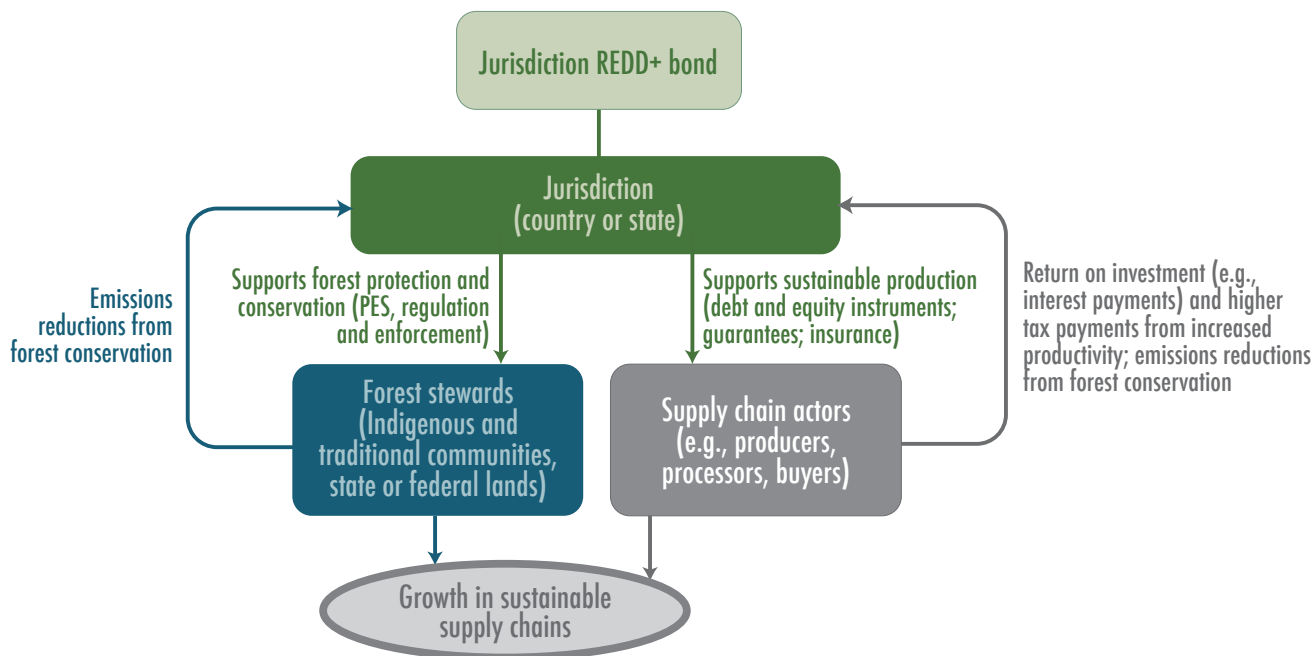 Jurisdiction REDD+ bond
Jurisdiction
(country or state)
Emissions
reductions from
forest conservation
Supports forest protection and
conservation (PES, regulation
and enforcement)
Supports sustainable production
(debt and equity instruments;
guarantees; insurance)
Return on investment (e.g.,
interest payments) and higher
tax payments from increased
productivity; emissions reductions
from forest conservation
Forest stewards
(Indigenous and
traditional communities,
state or federal lands)
Supply chain actors
(e.g., producers,
processors, buyers)
Growth in sustainable
supply chains